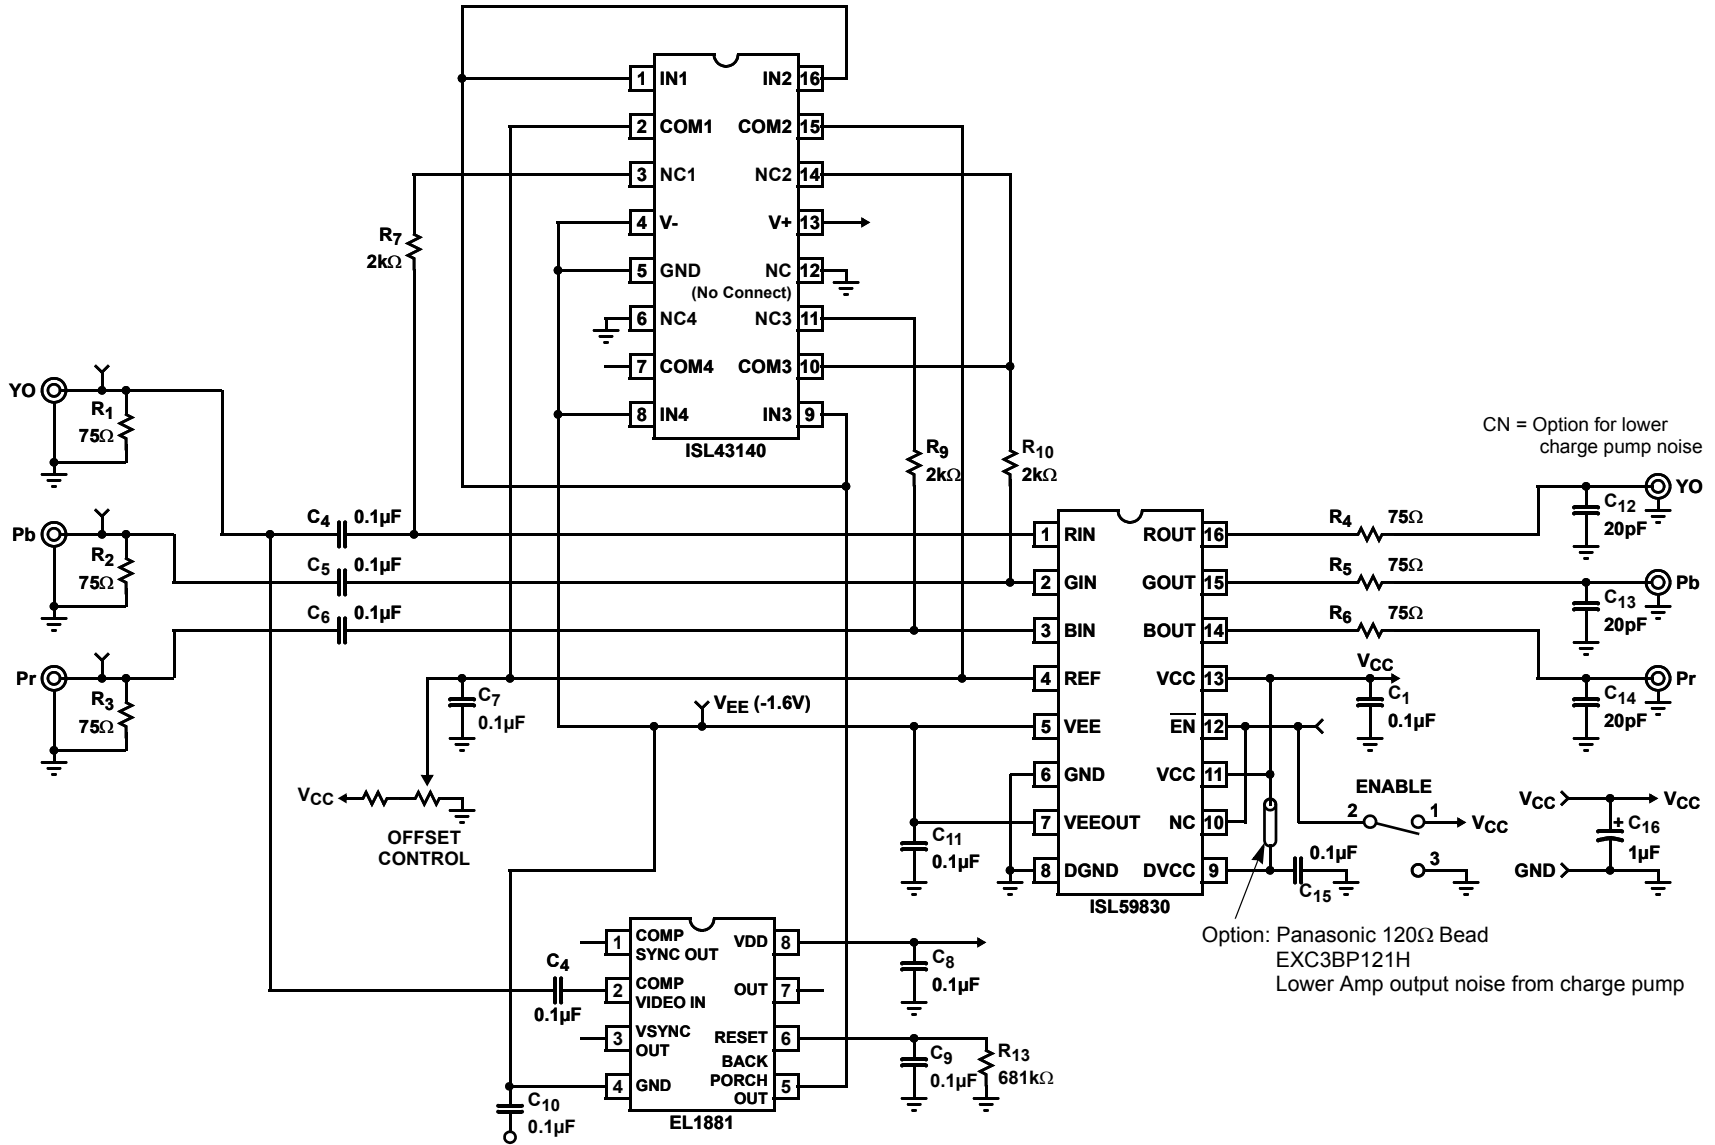 1 IN1 IN2 16
2 COM1 COM2 15
3 NC1 NC2 14
4 V- V+ 13
5 GND NC 12
(No Connect)
6 NC4 NC3 11
7 COM4 COM3 10
8 IN4 IN3 9
ISL43140
R7
2kΩ
YO
R1
75Ω
Pb
R2
75Ω
Pr
R3
75Ω
C4 0.1µF
C5 0.1µF
C6 0.1µF
R9
2kΩ
R10
2kΩ
C7
0.1µF
VEE (-1.6V)
VCC
OFFSET
CONTROL
C11
0.1µF
1 RIN ROUT 16
2 GIN GOUT 15
3 BIN BOUT 14
4 REF VCC 13
5 VEE EN 12
6 GND VCC 11
7 VEEOUT NC 10
8 DGND DVCC 9
ISL59830
CN = Option for lower
charge pump noise
R4 75Ω
R5 75Ω
R6 75Ω
YO
C12
20pF
Pb
C13
20pF
Pr
C14
20pF
VCC
C1
0.1µF
ENABLE
2 1 VCC
3
0.1µF
C15
VCC VCC
+ C16
1µF
GND
Option: Panasonic 120Ω Bead
EXC3BP121H
Lower Amp output noise from charge pump
1 COMP
SYNC OUT
VDD 8
2 COMP
VIDEO IN
OUT 7
3 VSYNC
OUT
RESET 6
4 GND
BACK
PORCH
OUT
5
EL1881
C4
0.1µF
C8
0.1µF
C9
0.1µF
R13
681kΩ
C10
0.1µF